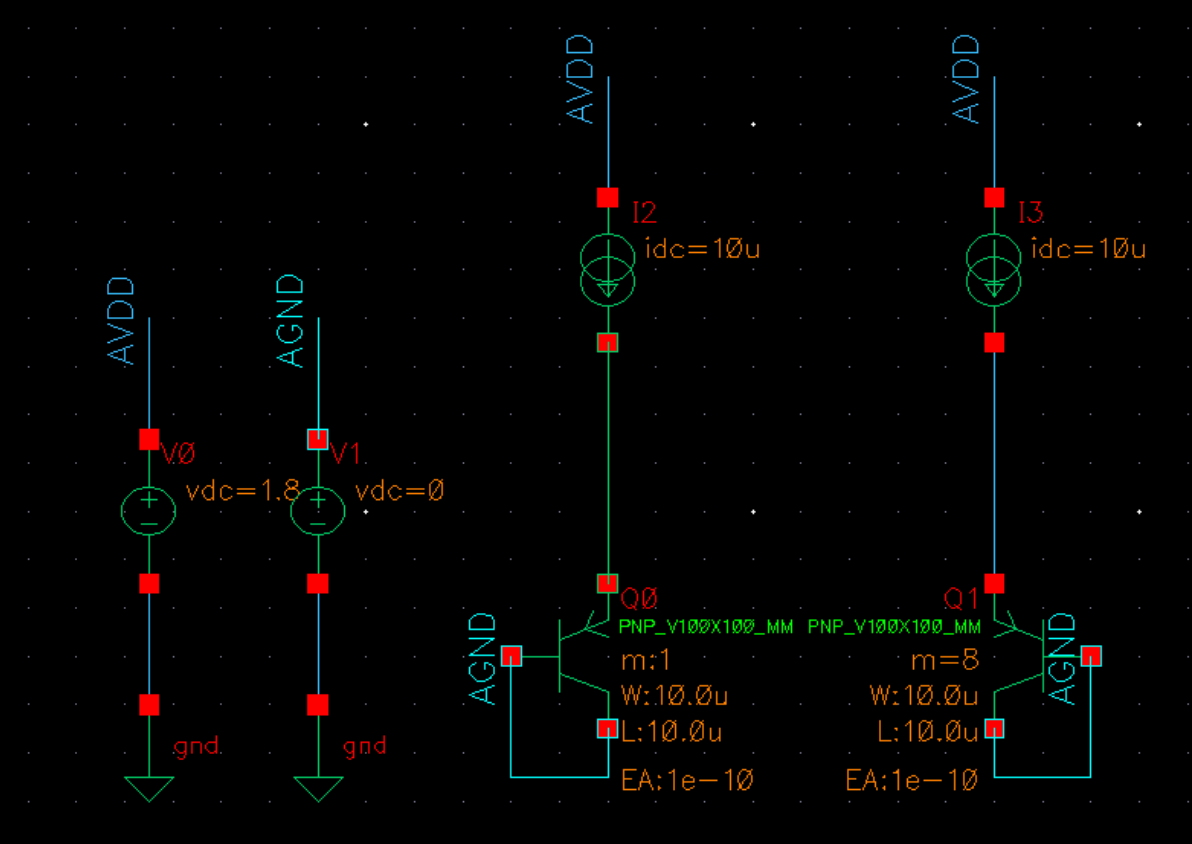 AVDD
AVDD
I2
idc=10u
I3
idc=10u
AVDD
AGND
V0
vdc=1.8
V1
vdc=0
Q0
PNP_V100X100_MM
m:1
W:10.0u
L:10.0u
EA:1e-10
AGND
Q1
PNP_V100X100_MM
m=8
W:10.0u
L:10.0u
EA:1e-10
AGND
gnd
gnd